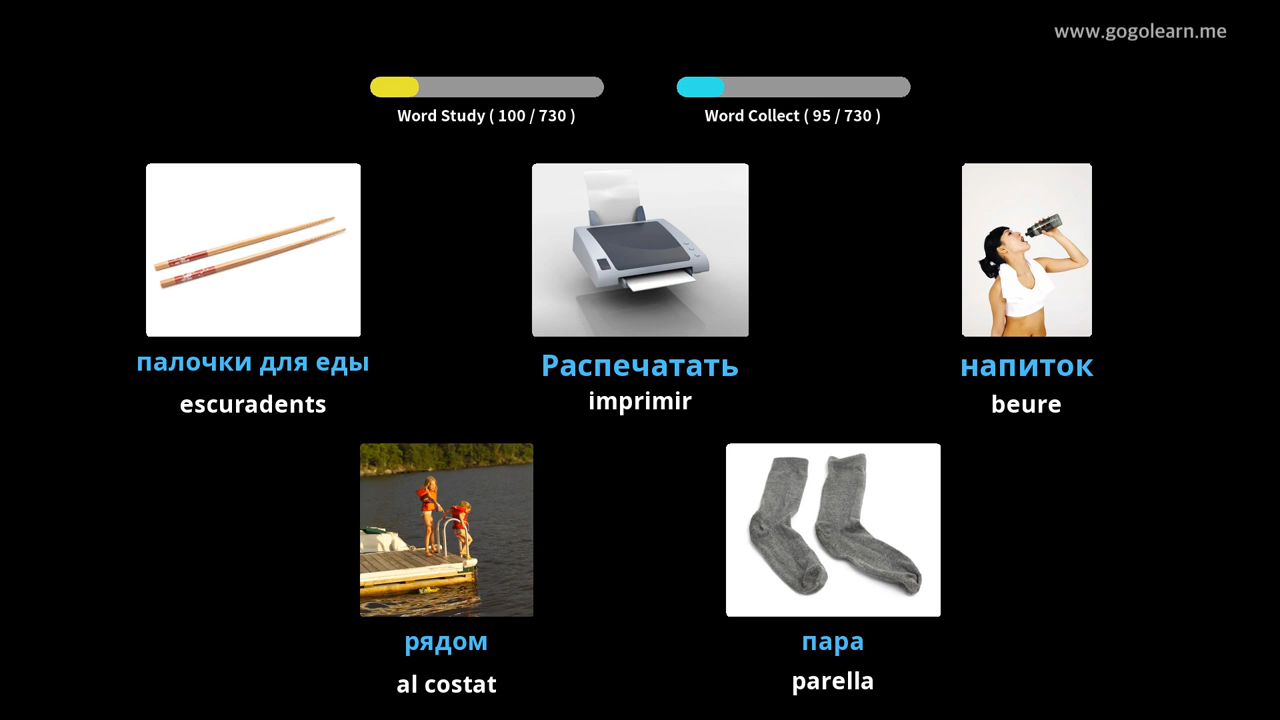 www.gogolearn.me
Word Study ( 100 / 730 )
Word Collect ( 95 / 730 )
палочки для еды
escuradents
Распечатать
imprimir
напиток
beure
рядом
al costat
пара
parella